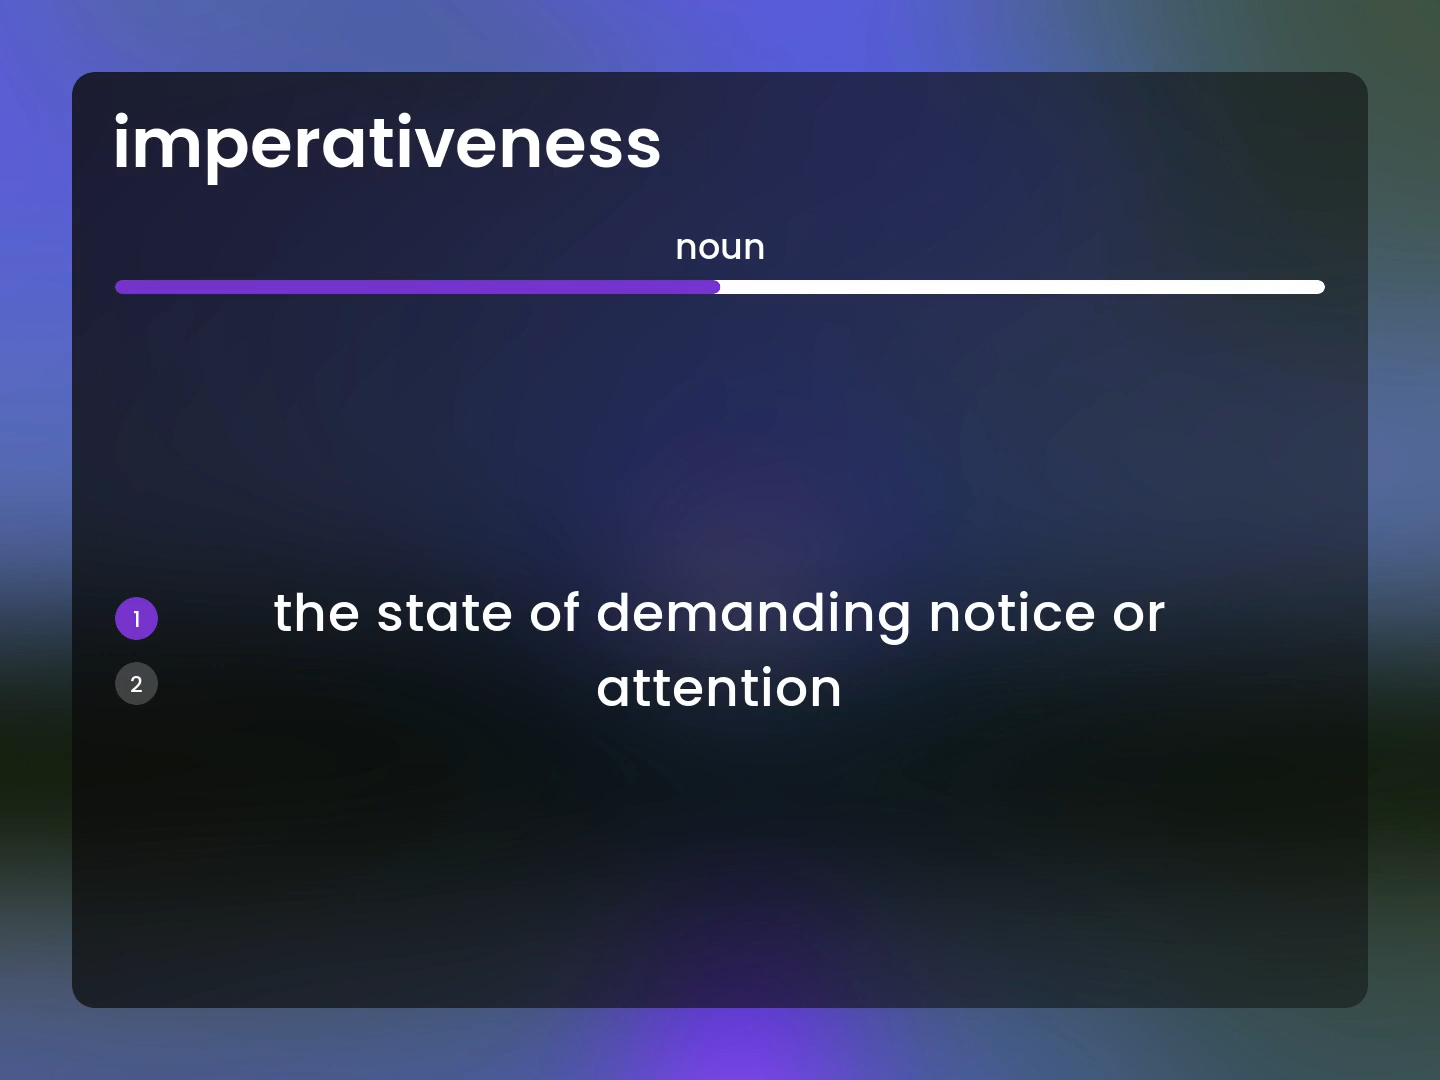 imperativeness
noun
1
the state of demanding notice or
2
attention